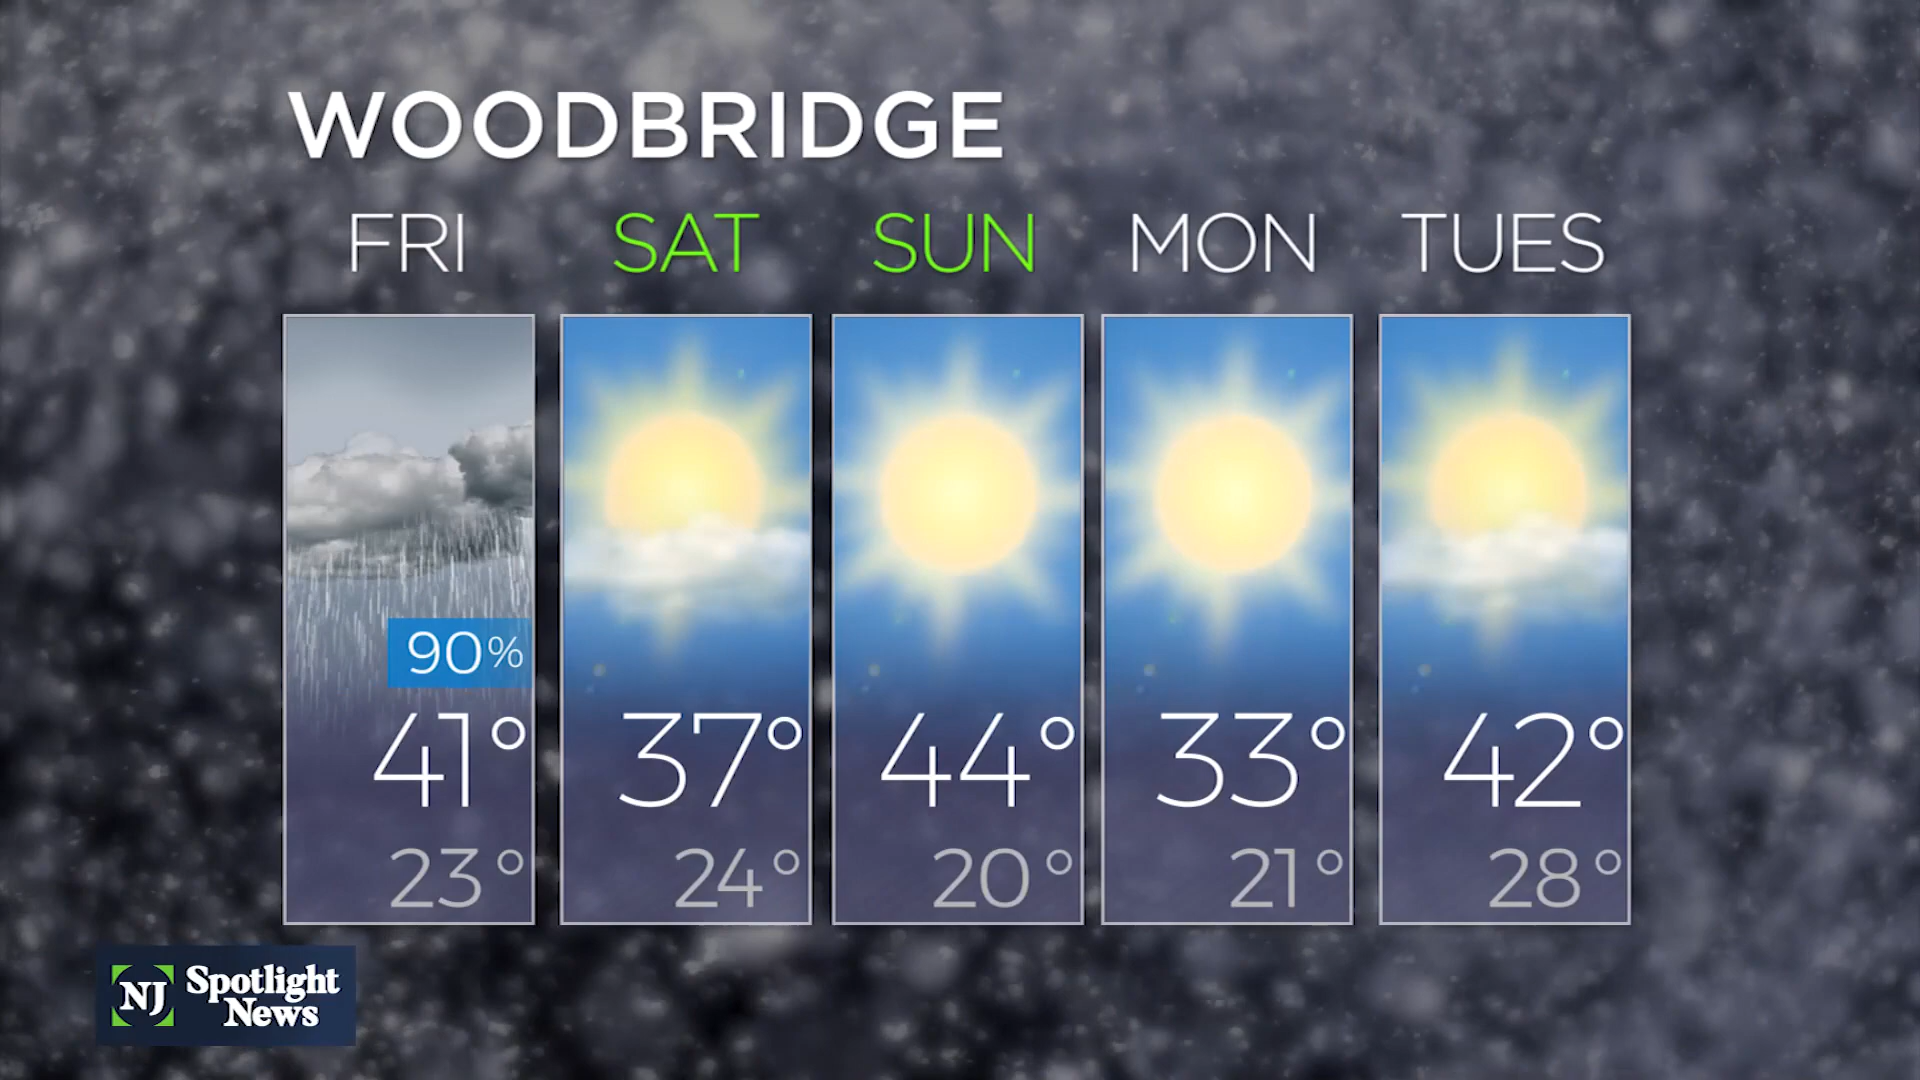 WOODBRIDGE
FRI SAT SUN MON TUES
90%
41° 37° 44° 33° 42°
23° 24° 20° 21° 28°
NJ Spotlight
News